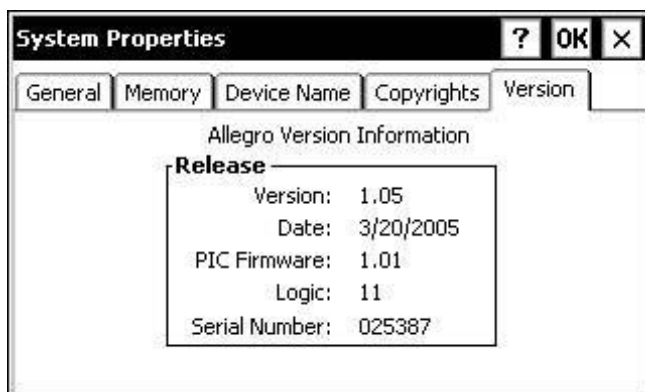 System Properties ? OK ×
General Memory Device Name Copyrights Version
Allegro Version Information
Release
Version: 1.05
Date: 3/20/2005
PIC Firmware: 1.01
Logic: 11
Serial Number: 025387